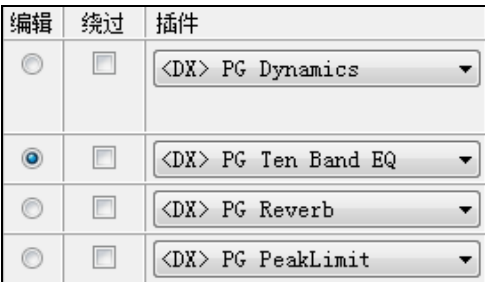 编辑 绕过 插件
<DX> PG Dynamics
<DX> PG Ten Band EQ
<DX> PG Reverb
<DX> PG PeakLimit